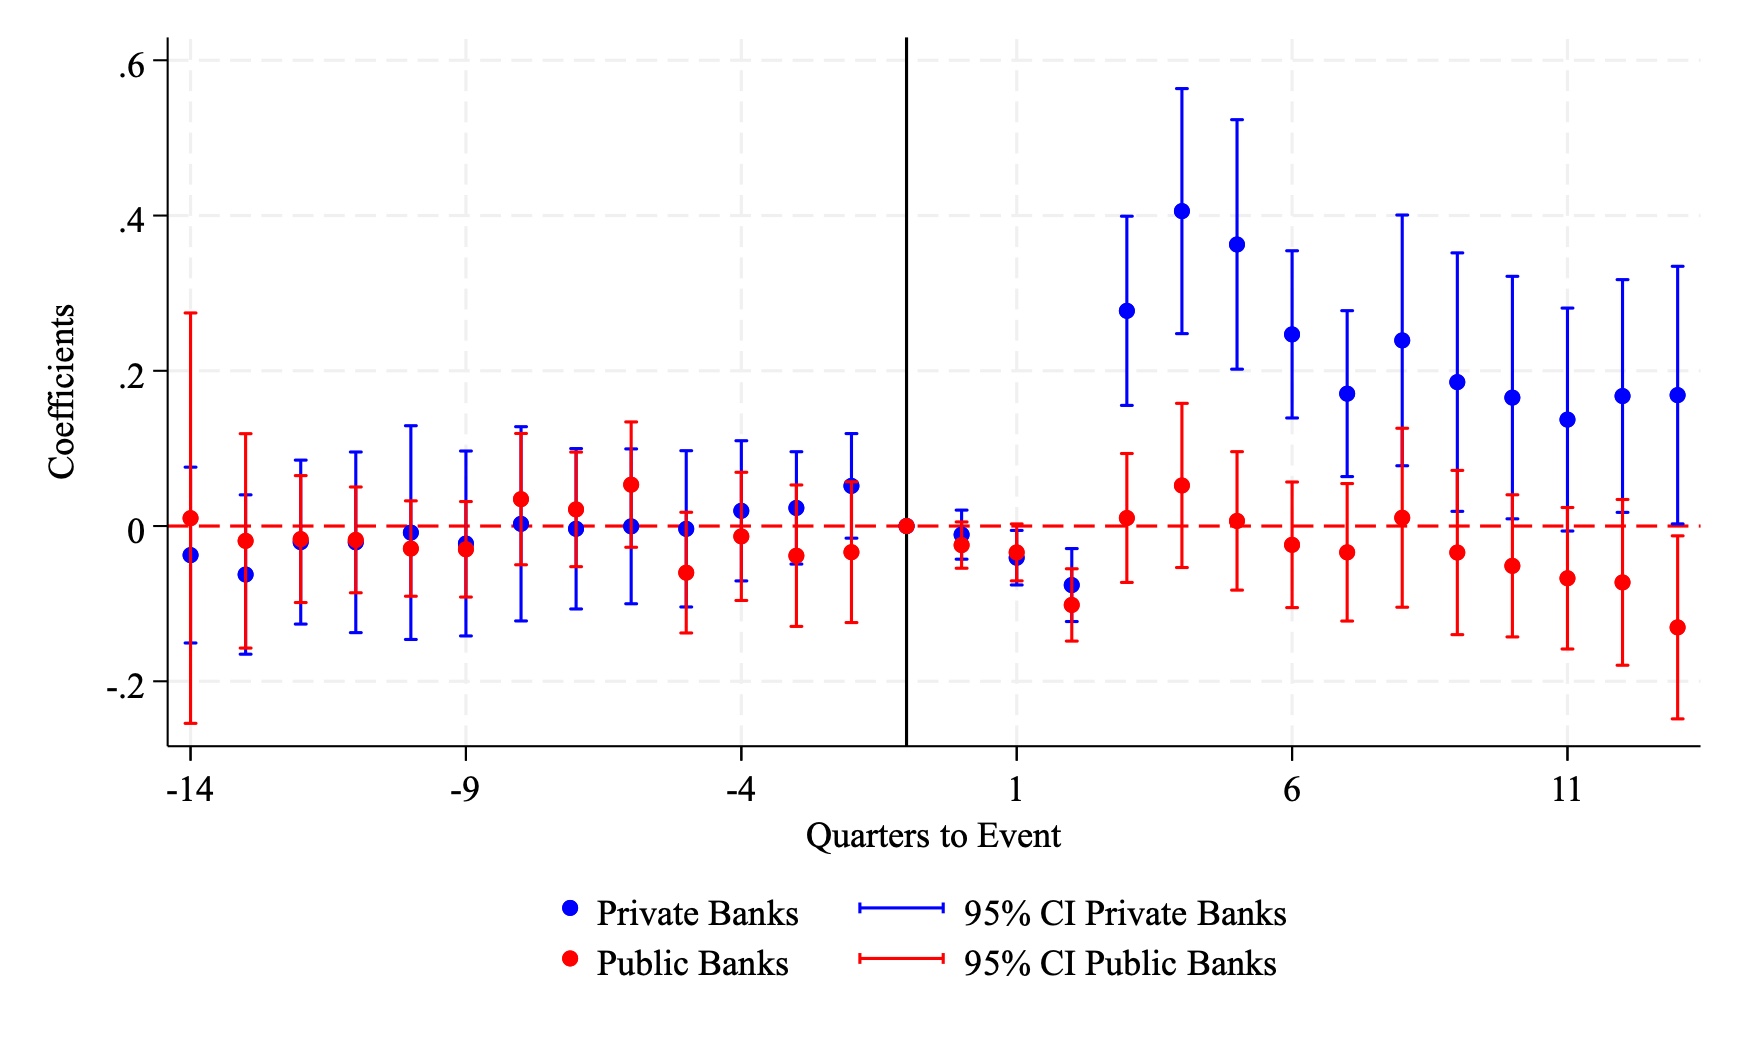 .6
.4
.2
0
-.2
Coefficients
-14 -9 -4 1 6 11
Quarters to Event
Private Banks 95% CI Private Banks
Public Banks 95% CI Public Banks